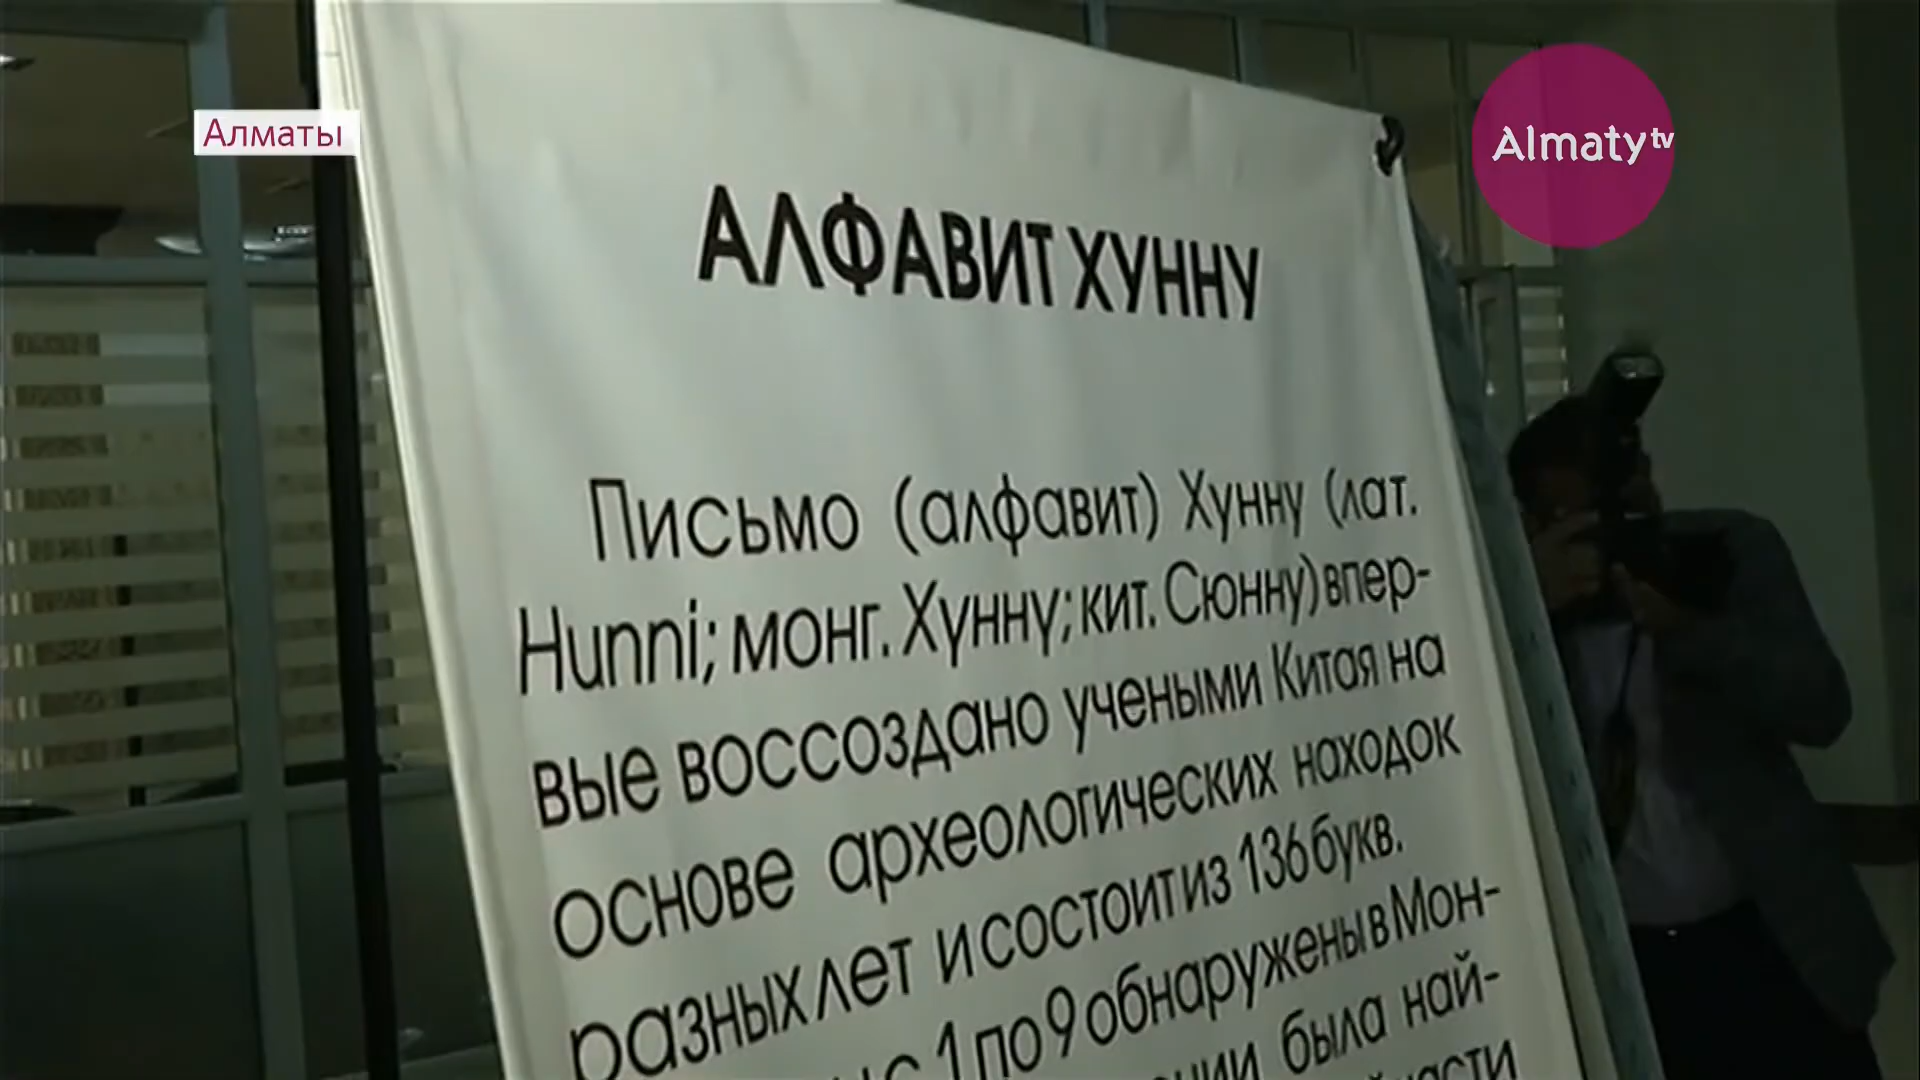 Алматы
Almaty tv
АЛФАВИТ ХУННУ
Письмо (алфавит) Хунну (лат.
Hunni; монг. Хүннү; кит. Сюнну) впер-
вые воссоздано учеными Китая на
основе археологических находок
разных лет и состоит из 136 букв.
с 1 по 9 обнаружены в Мон-
была най-